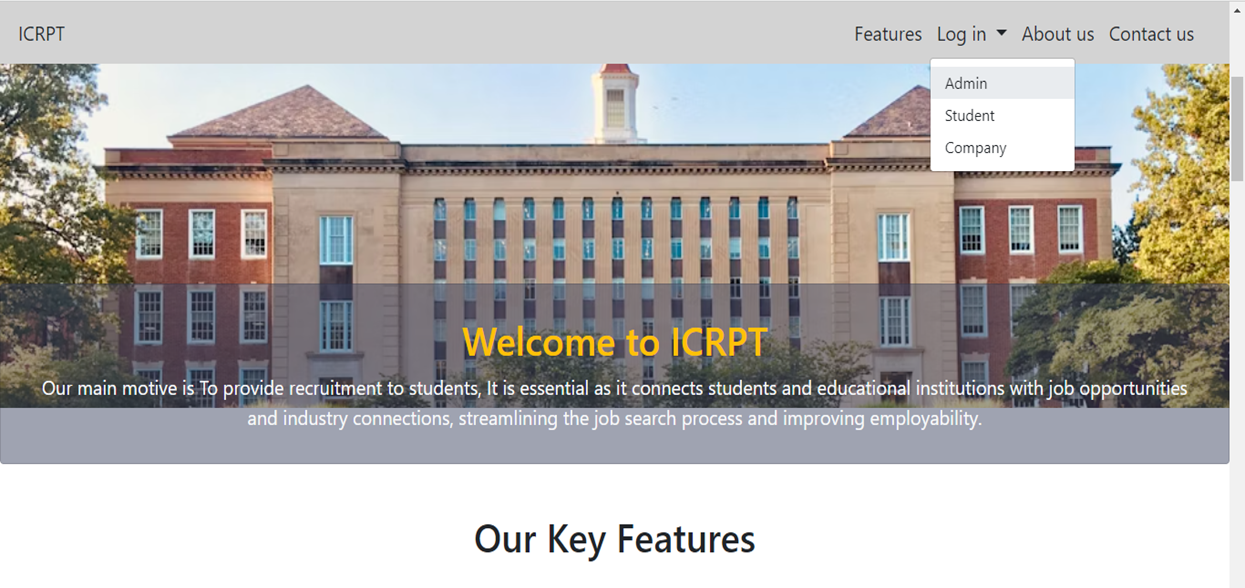 ICRPT Features Log in About us Contact us
Admin
Student
Company
Welcome to ICRPT
Our main motive is To provide recruitment to students, It is essential as it connects students and educational institutions with job opportunities
and industry connections, streamlining the job search process and improving employability.
Our Key Features